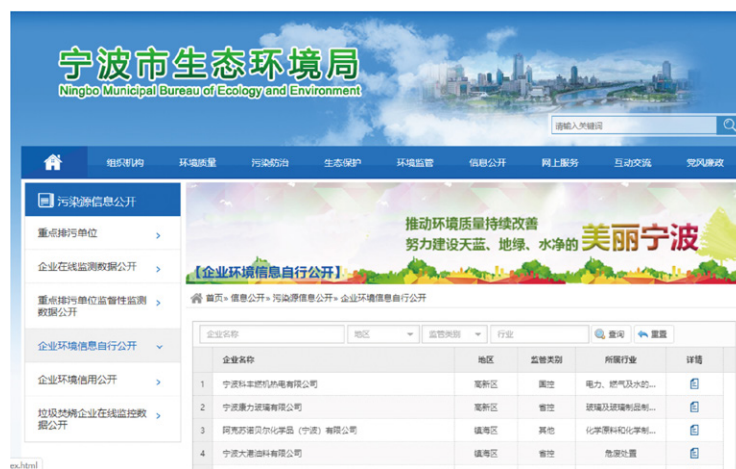 宁波市生态环境局
Ningbo Municipal Bureau of Ecology and Environment
请输入关键词
组织机构 环境质量 污染防治 生态保护 环境监管 信息公开 网上服务 互动交流 党风廉政
污染源信息公开
重点排污单位
企业在线监测数据公开
重点排污单位监督性监测
数据公开
企业环境信息自行公开
企业环境信用公开
垃圾焚烧企业在线监控数
据公开
推动环境质量持续改善
努力建设天蓝、地绿、水净的 美丽宁波
【企业环境信息自行公开】
首页» 信息公开» 污染源信息公开» 企业环境信息自行公开
企业名称 地区 监管类别 行业 查询 重置
企业名称 地区 监管类别 所属行业 详情
1 宁波科丰燃机热电有限公司 高新区 国控 电力、燃气及水的...
2 宁波康力玻璃有限公司 高新区 省控 玻璃及玻璃制品制...
3 阿克苏诺贝尔化学品（宁波）有限公司 镇海区 其他 化学原料和化学制...
4 宁波大港油料有限公司 镇海区 省控 危废处置
ex.html